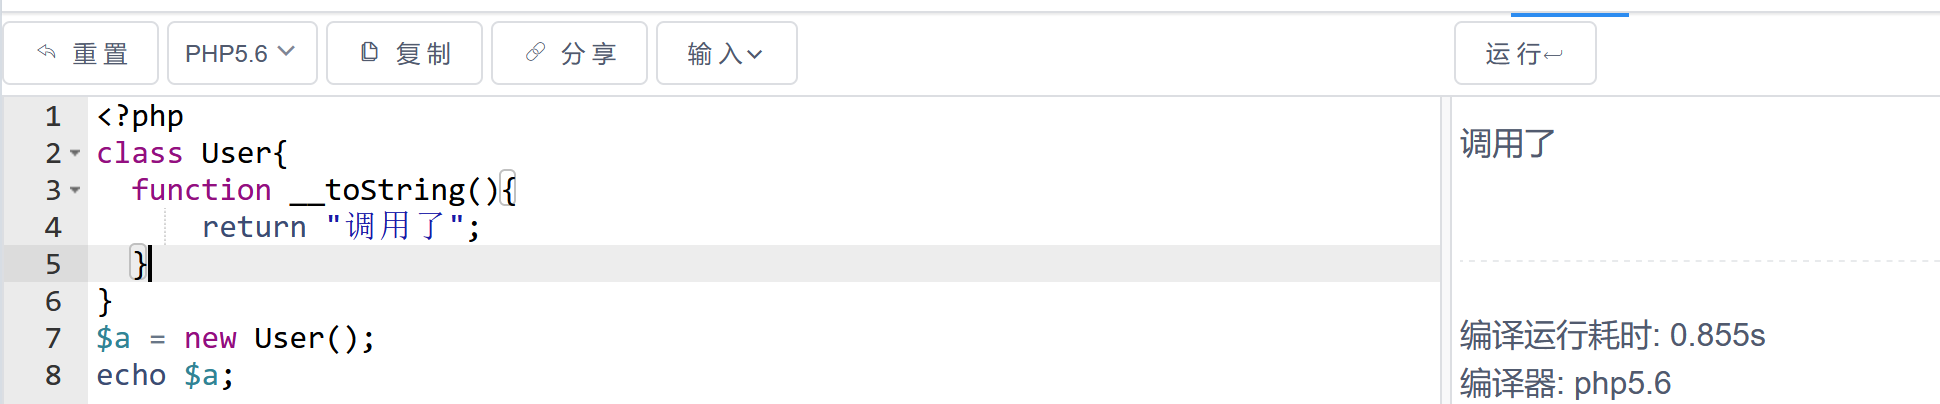 重置 PHP5.6 复制 分享 输入 运行
1 <?php
2 class User{
3   function __toString(){
4       return "调用了";
5   }
6 }
7 $a = new User();
8 echo $a;
调用了
编译运行耗时: 0.855s
编译器: php5.6